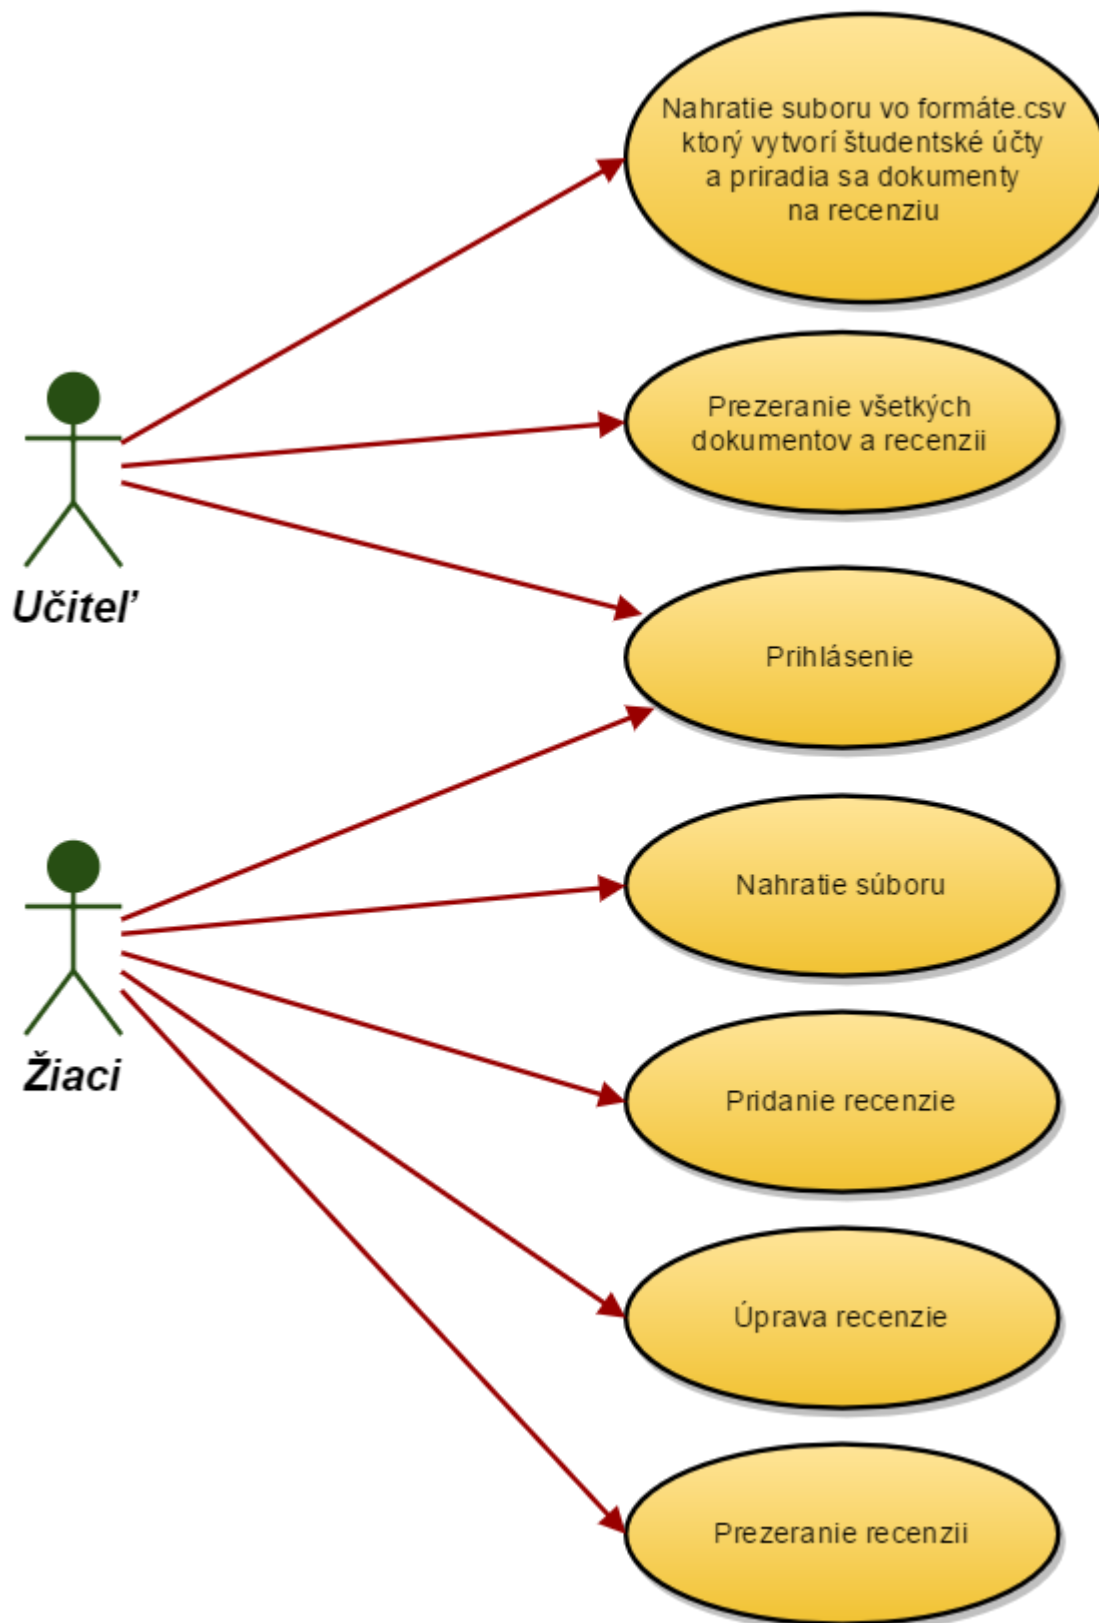 Nahratie suboru vo formáte.csv
ktorý vytvorí študentské účty
a priradia sa dokumenty
na recenziu
Prezeranie všetkých
dokumentov a recenzii
Učiteľ
Prihlásenie
Nahratie súboru
Žiaci
Pridanie recenzie
Úprava recenzie
Prezeranie recenzii